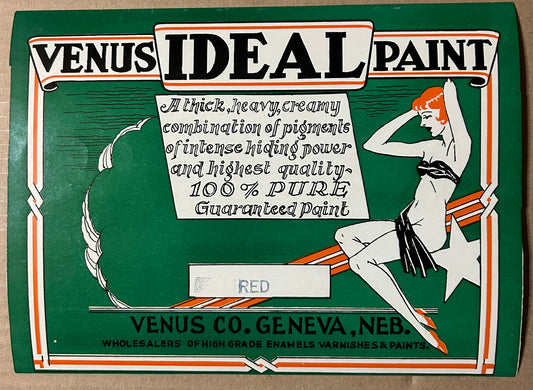 VENUS IDEAL PAINT
A thick, heavy, creamy
combination of pigments
of intense hiding power
and highest quality-
100% PURE
Guaranteed Paint
RED
VENUS CO. GENEVA, NEB.
WHOLESALERS OF HIGH GRADE ENAMELS VARNISHES & PAINTS.